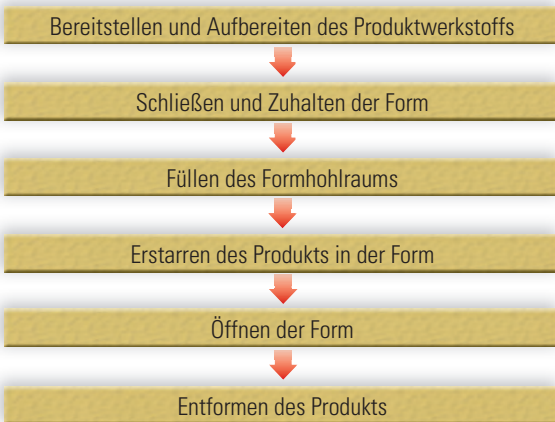 Bereitstellen und Aufbereiten des Produktwerkstoffs
Schließen und Zuhalten der Form
Füllen des Formhohlraums
Erstarren des Produkts in der Form
Öffnen der Form
Entformen des Produkts